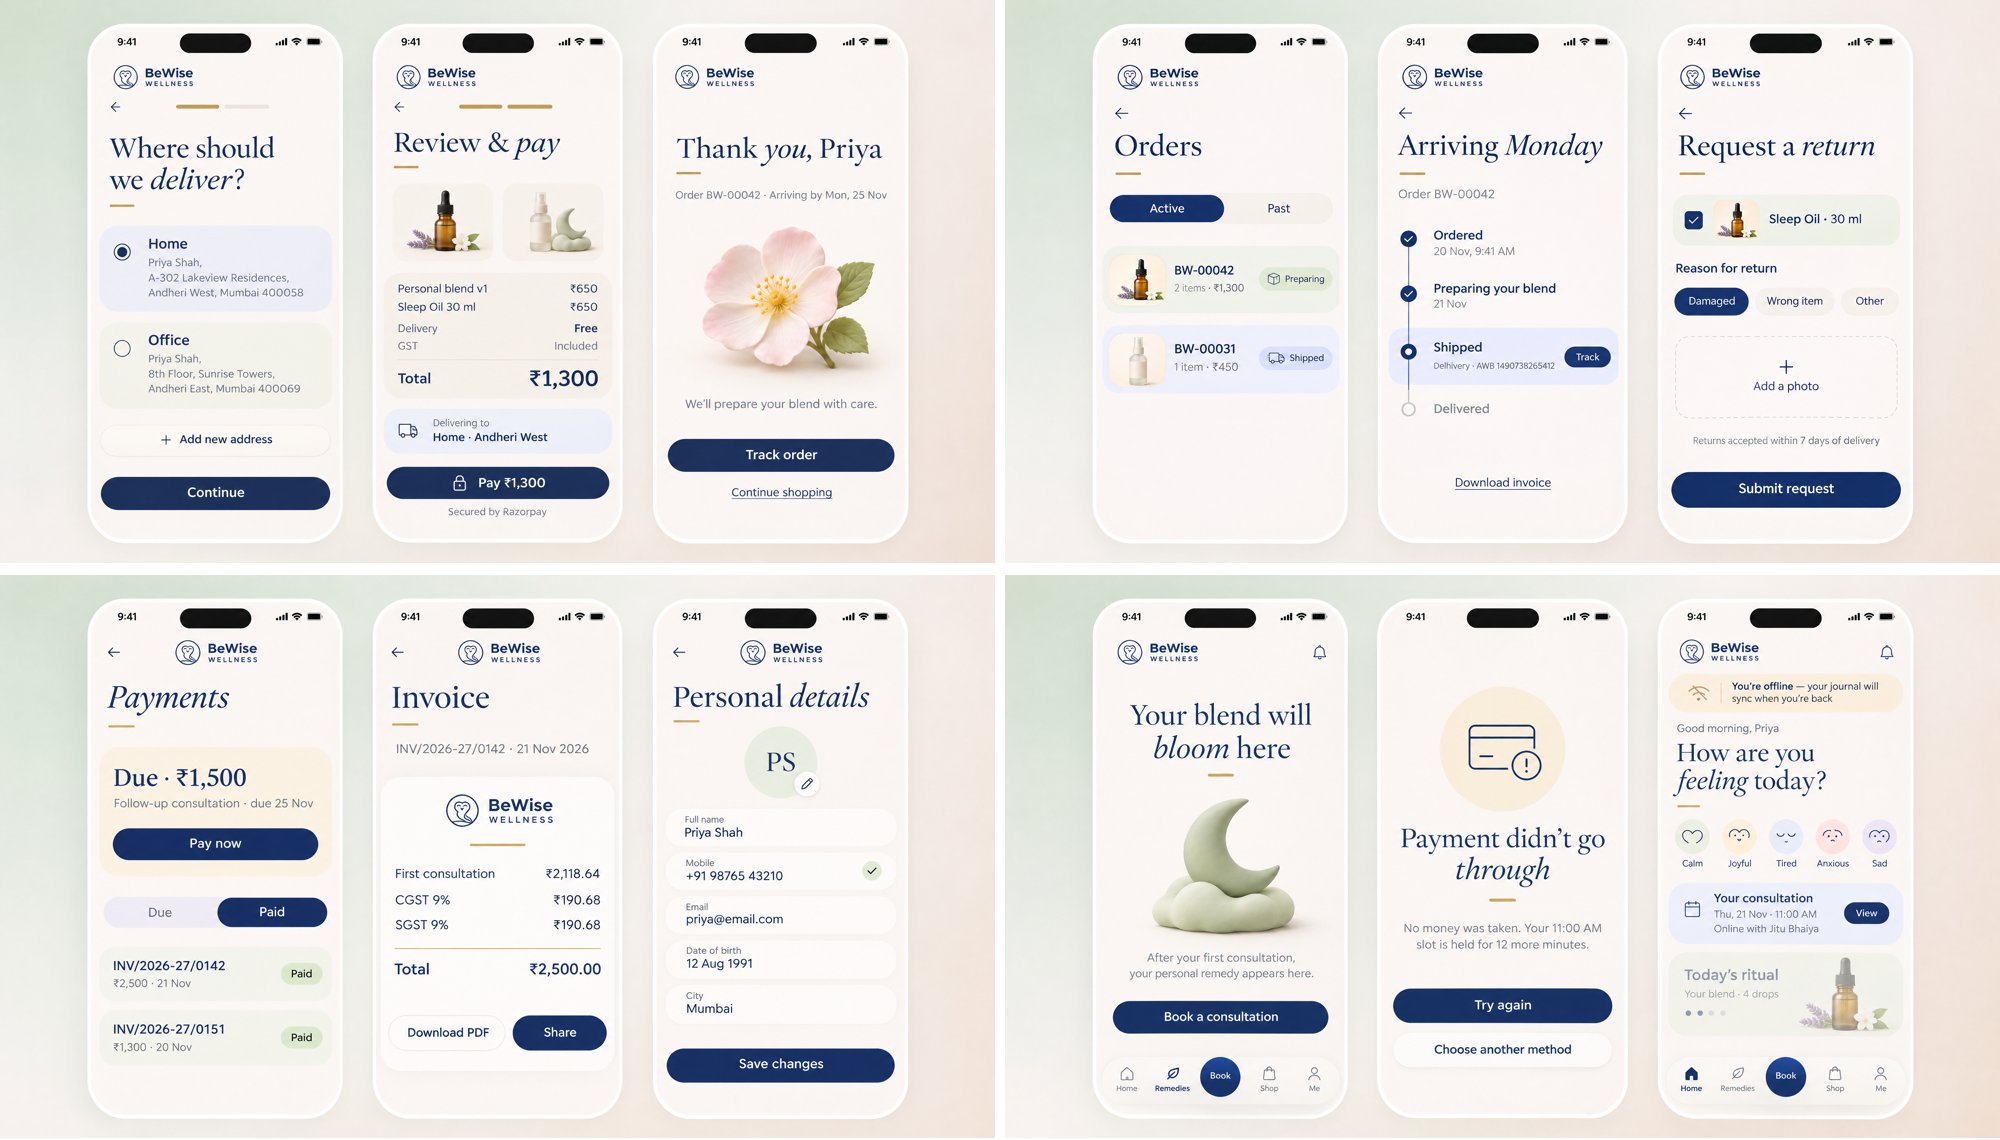 9:41
BeWise
WELLNESS
Where should
we deliver?
Home
Priya Shah,
A-302 Lakeview Residences,
Andheri West, Mumbai 400058
Office
Priya Shah,
8th Floor, Sunrise Towers,
Andheri East, Mumbai 400069
+ Add new address
Continue
9:41
BeWise
WELLNESS
Review & pay
Personal blend v1 ₹650
Sleep Oil 30 ml ₹650
Delivery Free
GST Included
Total ₹1,300
Delivering to
Home · Andheri West
Pay ₹1,300
Secured by Razorpay
9:41
BeWise
WELLNESS
Thank you, Priya
Order BW-00042 · Arriving by Mon, 25 Nov
We'll prepare your blend with care.
Track order
Continue shopping
9:41
BeWise
WELLNESS
Orders
Active Past
BW-00042
2 items · ₹1,300
Preparing
BW-00031
1 item · ₹450
Shipped
9:41
BeWise
WELLNESS
Arriving Monday
Order BW-00042
Ordered
20 Nov, 9:41 AM
Preparing your blend
21 Nov
Shipped
Delhivery · AWB 1490738265412
Track
Delivered
Download invoice
9:41
BeWise
WELLNESS
Request a return
Sleep Oil · 30 ml
Reason for return
Damaged Wrong item Other
+
Add a photo
Returns accepted within 7 days of delivery
Submit request
9:41
BeWise
WELLNESS
Payments
Due · ₹1,500
Follow-up consultation · due 25 Nov
Pay now
Due Paid
INV/2026-27/0142
₹2,500 · 21 Nov
Paid
INV/2026-27/0151
₹1,300 · 20 Nov
Paid
9:41
BeWise
WELLNESS
Invoice
INV/2026-27/0142 · 21 Nov 2026
BeWise
WELLNESS
First consultation ₹2,118.64
CGST 9% ₹190.68
SGST 9% ₹190.68
Total ₹2,500.00
Download PDF Share
9:41
BeWise
WELLNESS
Personal details
PS
Full name
Priya Shah
Mobile
+91 98765 43210
Email
priya@email.com
Date of birth
12 Aug 1991
City
Mumbai
Save changes
9:41
BeWise
WELLNESS
Your blend will
bloom here
After your first consultation,
your personal remedy appears here.
Book a consultation
Home Remedies Book Shop Me
9:41
Payment didn't go
through
No money was taken. Your 11:00 AM
slot is held for 12 more minutes.
Try again
Choose another method
9:41
BeWise
WELLNESS
You're offline — your journal will
sync when you're back
Good morning, Priya
How are you
feeling today?
Calm Joyful Tired Anxious Sad
Your consultation
Thu, 21 Nov · 11:00 AM
Online with Jitu Bhaiya
View
Today's ritual
Your blend · 4 drops
Home Remedies Book Shop Me